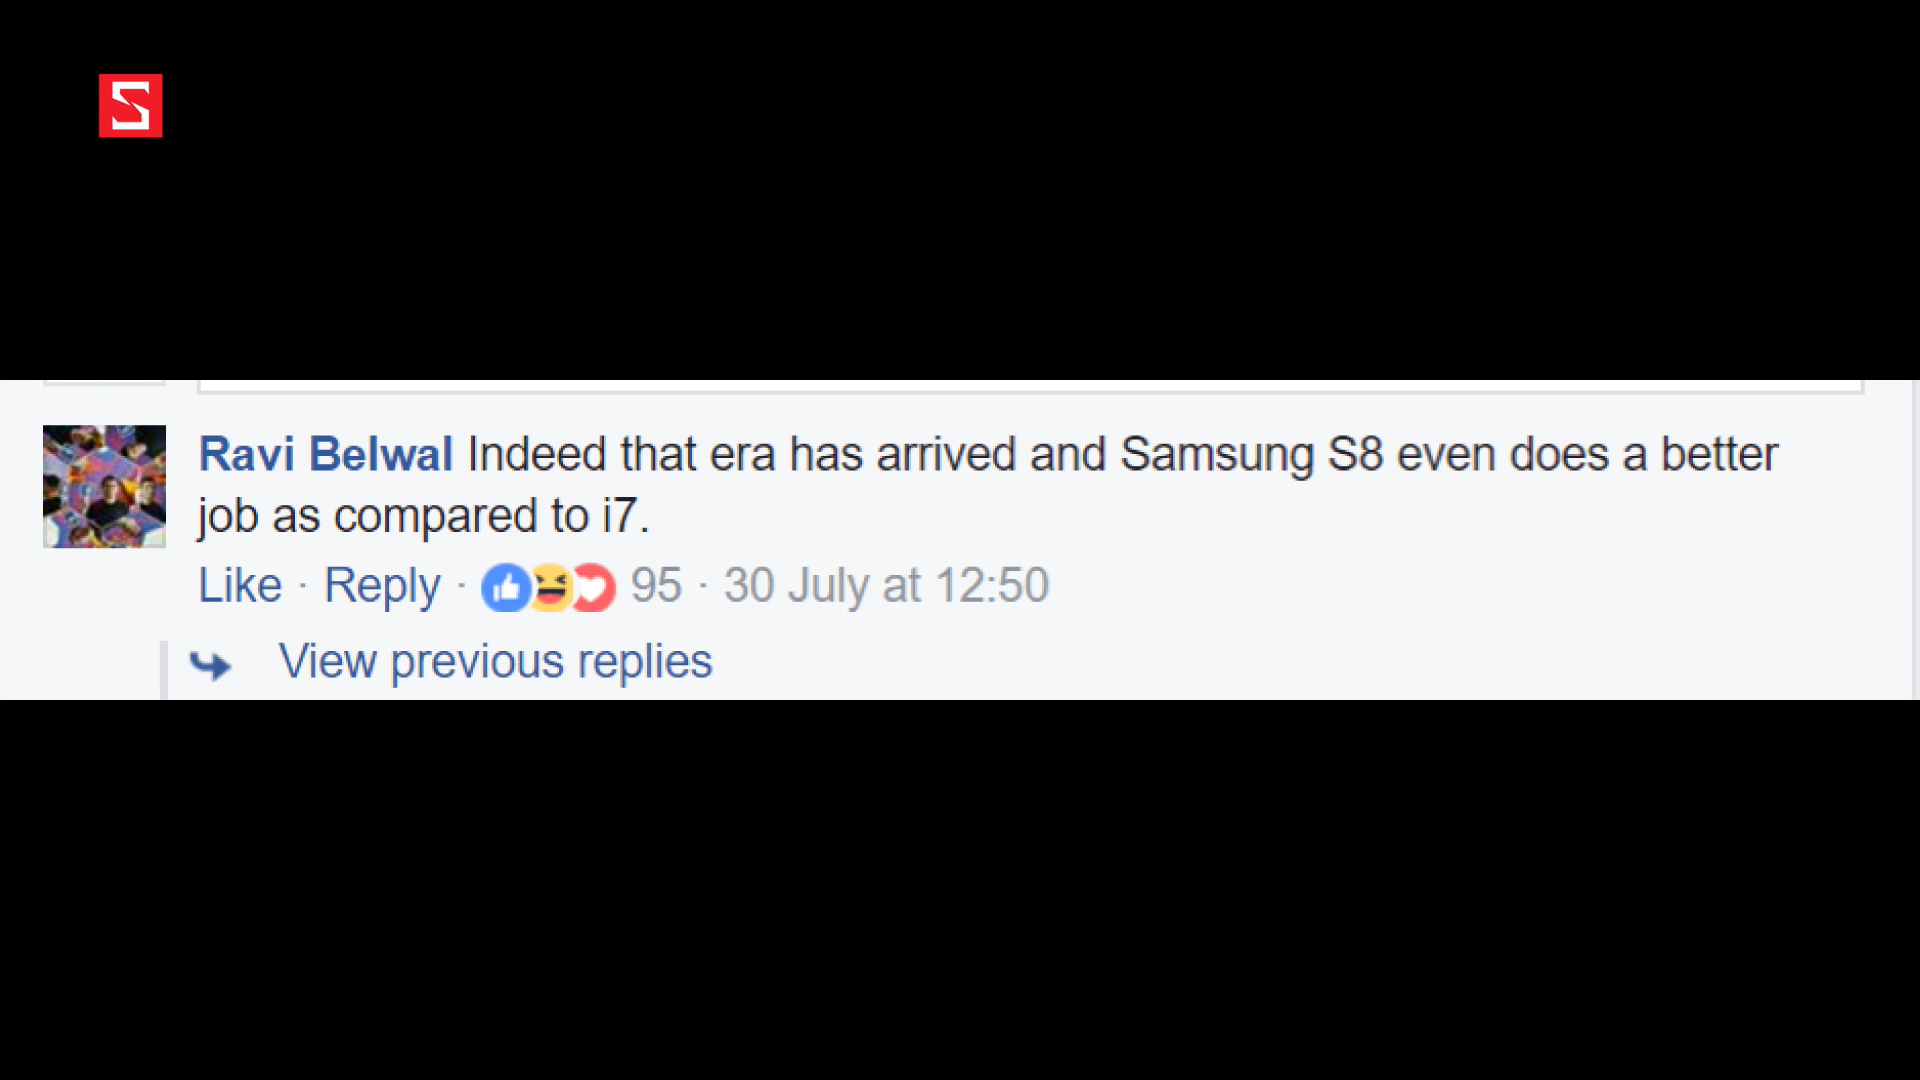 S
Ravi Belwal Indeed that era has arrived and Samsung S8 even does a better
job as compared to i7.
Like · Reply · 95 · 30 July at 12:50
View previous replies